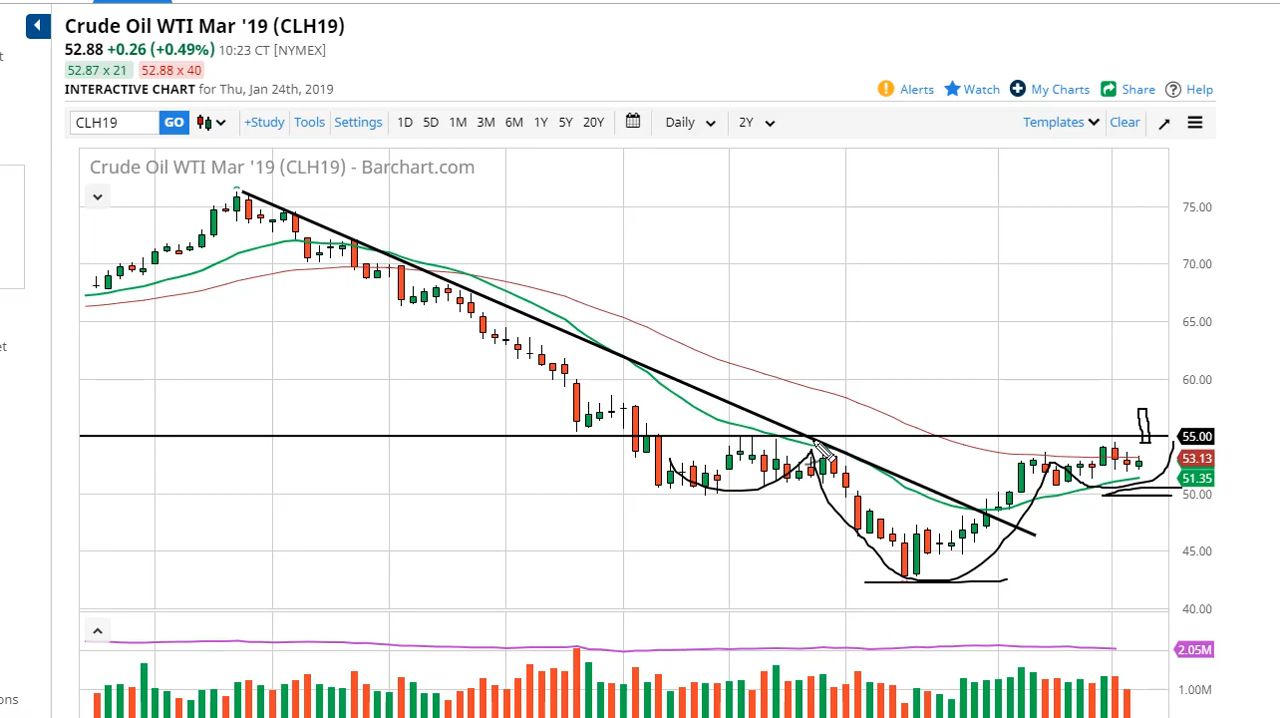 Crude Oil WTI Mar '19 (CLH19)
52.88 +0.26 (+0.49%) 10:23 CT [NYMEX]
t
52.87 x 21 52.88 x 40
INTERACTIVE CHART for Thu, Jan 24th, 2019
Alerts Watch My Charts Share Help
CLH19 GO +Study Tools Settings 1D 5D 1M 3M 6M 1Y 5Y 20Y Daily 2Y Templates Clear
Crude Oil WTI Mar '19 (CLH19) - Barchart.com
75.00
70.00
65.00
et
60.00
55.00
53.13
51.35
50.00
45.00
40.00
2.05M
1.00M
ons